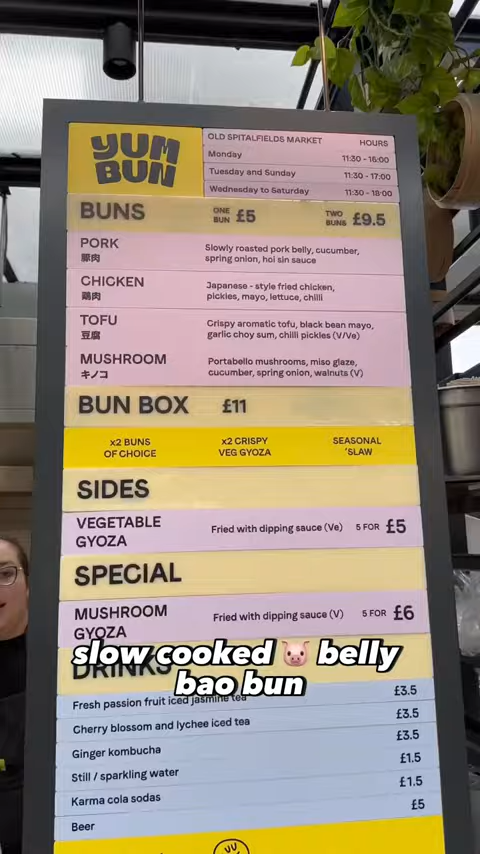 YUM
BUN
OLD SPITALFIELDS MARKET HOURS
Monday 11:30 - 16:00
Tuesday and Sunday 11:30 - 17:00
Wednesday to Saturday 11:30 - 18:00
BUNS ONE BUN £5 TWO BUNS £9.5
PORK
豚肉
Slowly roasted pork belly, cucumber,
spring onion, hoi sin sauce
CHICKEN
鶏肉
Japanese - style fried chicken,
pickles, mayo, lettuce, chilli
TOFU
豆腐
Crispy aromatic tofu, black bean mayo,
garlic choy sum, chilli pickles (V/Ve)
MUSHROOM
キノコ
Portabello mushrooms, miso glaze,
cucumber, spring onion, walnuts (V)
BUN BOX £11
x2 BUNS
OF CHOICE
x2 CRISPY
VEG GYOZA
SEASONAL
'SLAW
SIDES
VEGETABLE
GYOZA
Fried with dipping sauce (Ve) 5 FOR £5
SPECIAL
MUSHROOM
GYOZA
Fried with dipping sauce (V) 5 FOR £6
DRINKS
slow cooked 🐷 belly
bao bun
Fresh passion fruit iced jasmine tea £3.5
Cherry blossom and lychee iced tea £3.5
Ginger kombucha £3.5
Still / sparkling water £1.5
Karma cola sodas £1.5
Beer £5